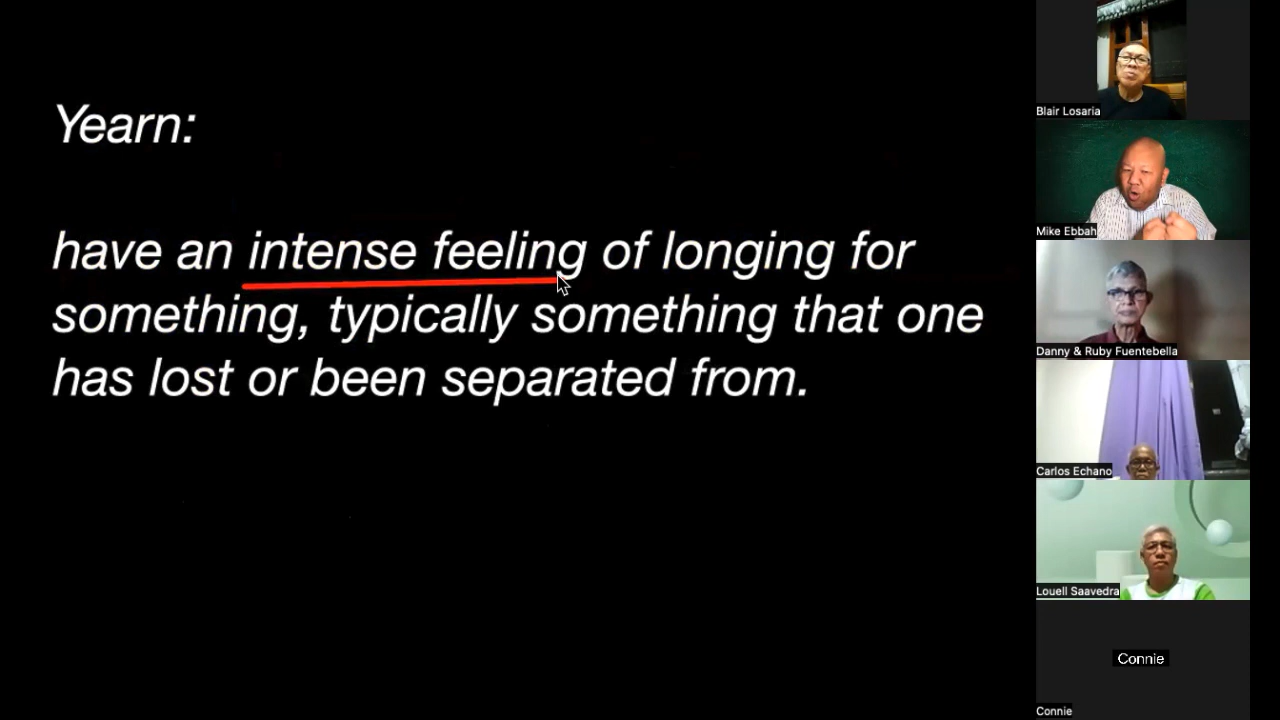 Yearn:
have an intense feeling of longing for
something, typically something that one
has lost or been separated from.
Blair Losaria
Mike Ebbah
Danny & Ruby Fuentebella
Carlos Echano
Louell Saavedra
Connie
Connie